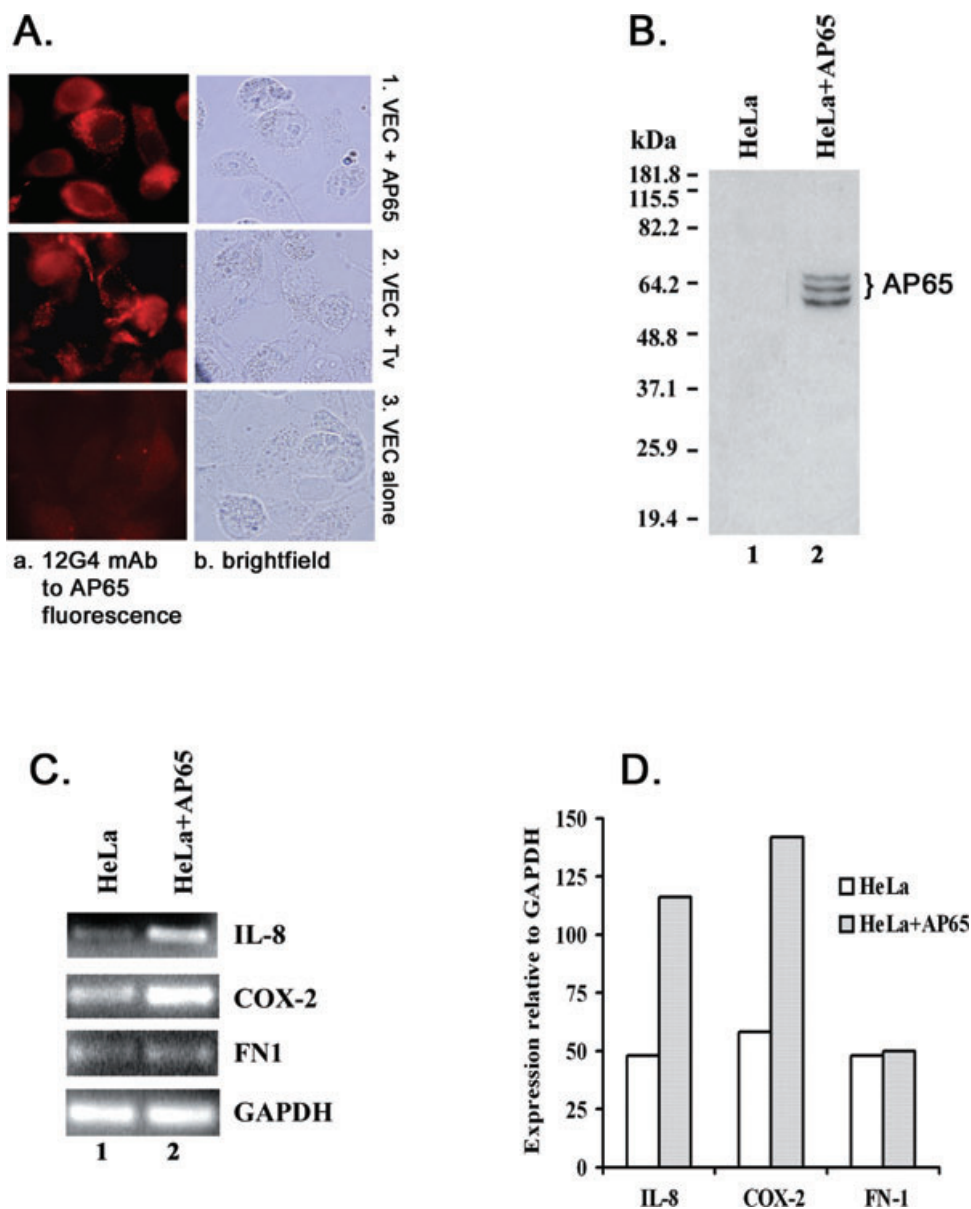 A.
1. VEC + AP65
2. VEC + Tv
3. VEC alone
a. 12G4 mAb
to AP65
fluorescence
b. brightfield
B.
kDa
HeLa
HeLa+AP65
181.8
115.5
82.2
64.2
48.8
37.1
25.9
19.4
} AP65
1 2
C.
HeLa
HeLa+AP65
IL-8
COX-2
FN1
GAPDH
1 2
D.
Expression relative to GAPDH
150
125
100
75
50
25
0
HeLa
HeLa+AP65
IL-8 COX-2 FN-1